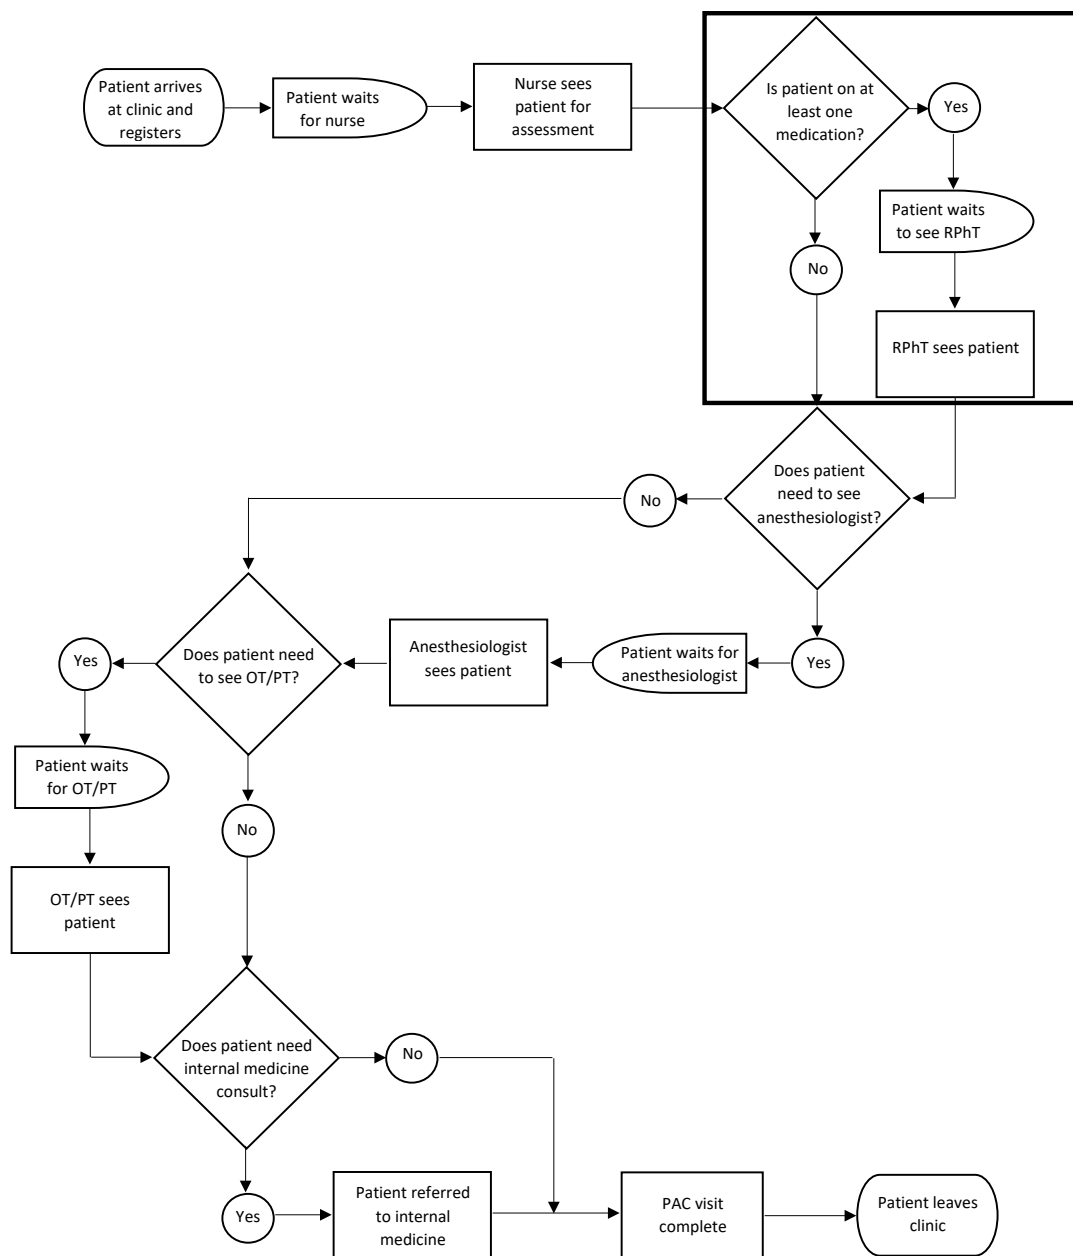 Patient arrives
at clinic and
registers
Patient waits
for nurse
Nurse sees
patient for
assessment
Is patient on at
least one
medication?
Yes
Patient waits
to see RPhT
No
RPhT sees patient
Does patient
need to see
anesthesiologist?
No
Yes
Patient waits for
anesthesiologist
Anesthesiologist
sees patient
Does patient need
to see OT/PT?
Yes
Patient waits
for OT/PT
No
OT/PT sees
patient
Does patient need
internal medicine
consult?
No
Yes
Patient referred
to internal
medicine
PAC visit
complete
Patient leaves
clinic